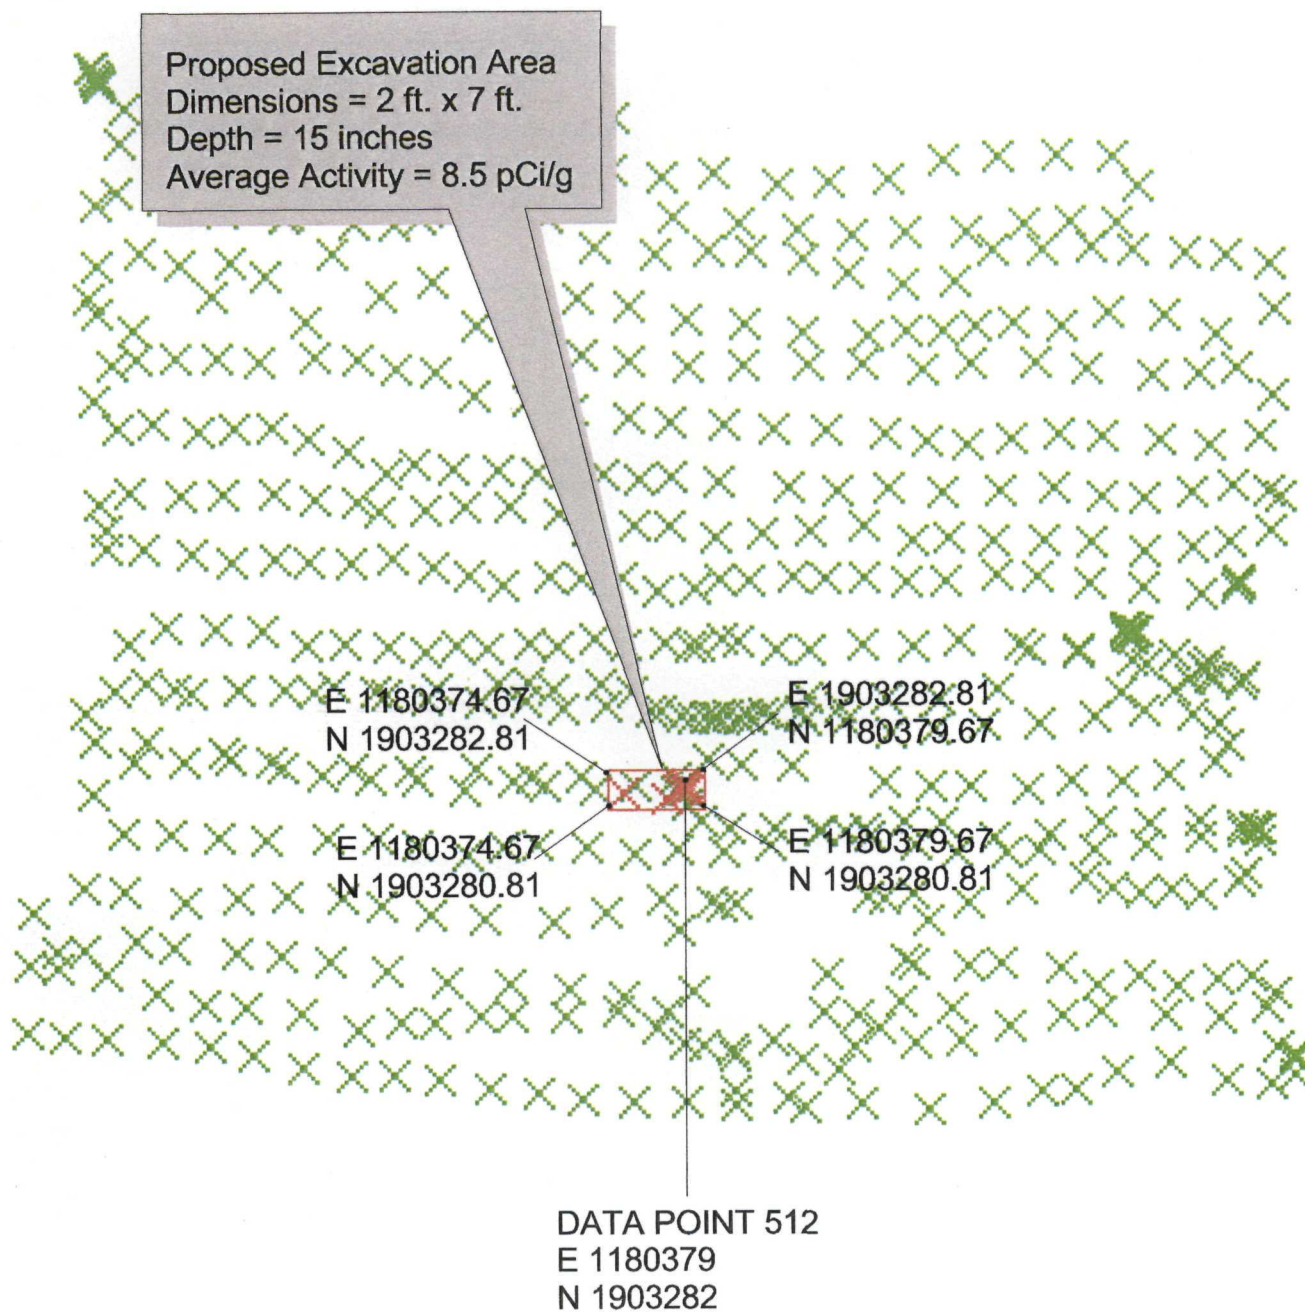 Proposed Excavation Area
Dimensions = 2 ft. x 7 ft.
Depth = 15 inches
Average Activity = 8.5 pCi/g
E 1180374.67
N 1903282.81
E 1903282.81
N 1180379.67
E 1180374.67
N 1903280.81
E 1180379.67
N 1903280.81
DATA POINT 512
E 1180379
N 1903282